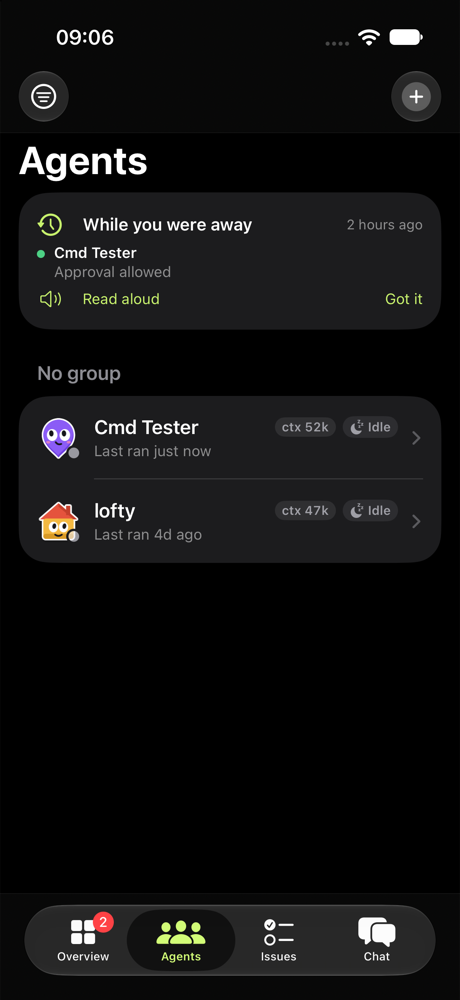 09:06
Agents
While you were away 2 hours ago
Cmd Tester
Approval allowed
Read aloud Got it
No group
Cmd Tester ctx 52k Idle
Last ran just now
lofty ctx 47k Idle
Last ran 4d ago
2
Overview Agents Issues Chat